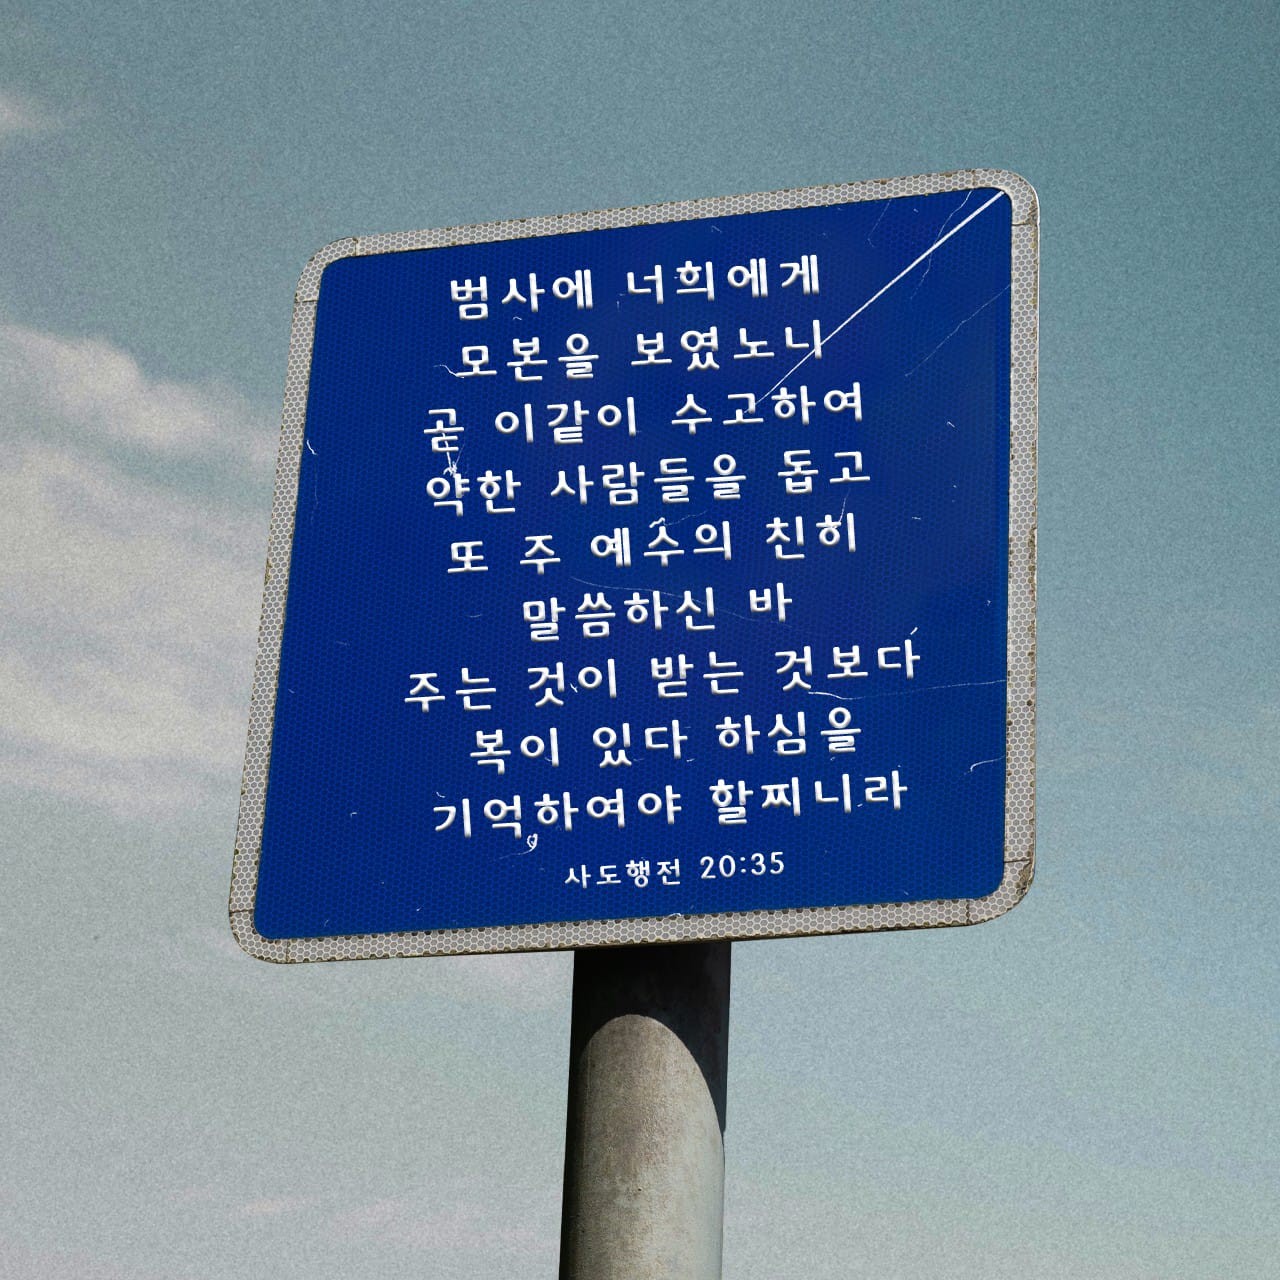 범사에 너희에게
모본을 보였노니
곧 이같이 수고하여
약한 사람들을 돕고
또 주 예수의 친히
말씀하신 바
주는 것이 받는 것보다
복이 있다 하심을
기억하여야 할찌니라
사도행전 20:35